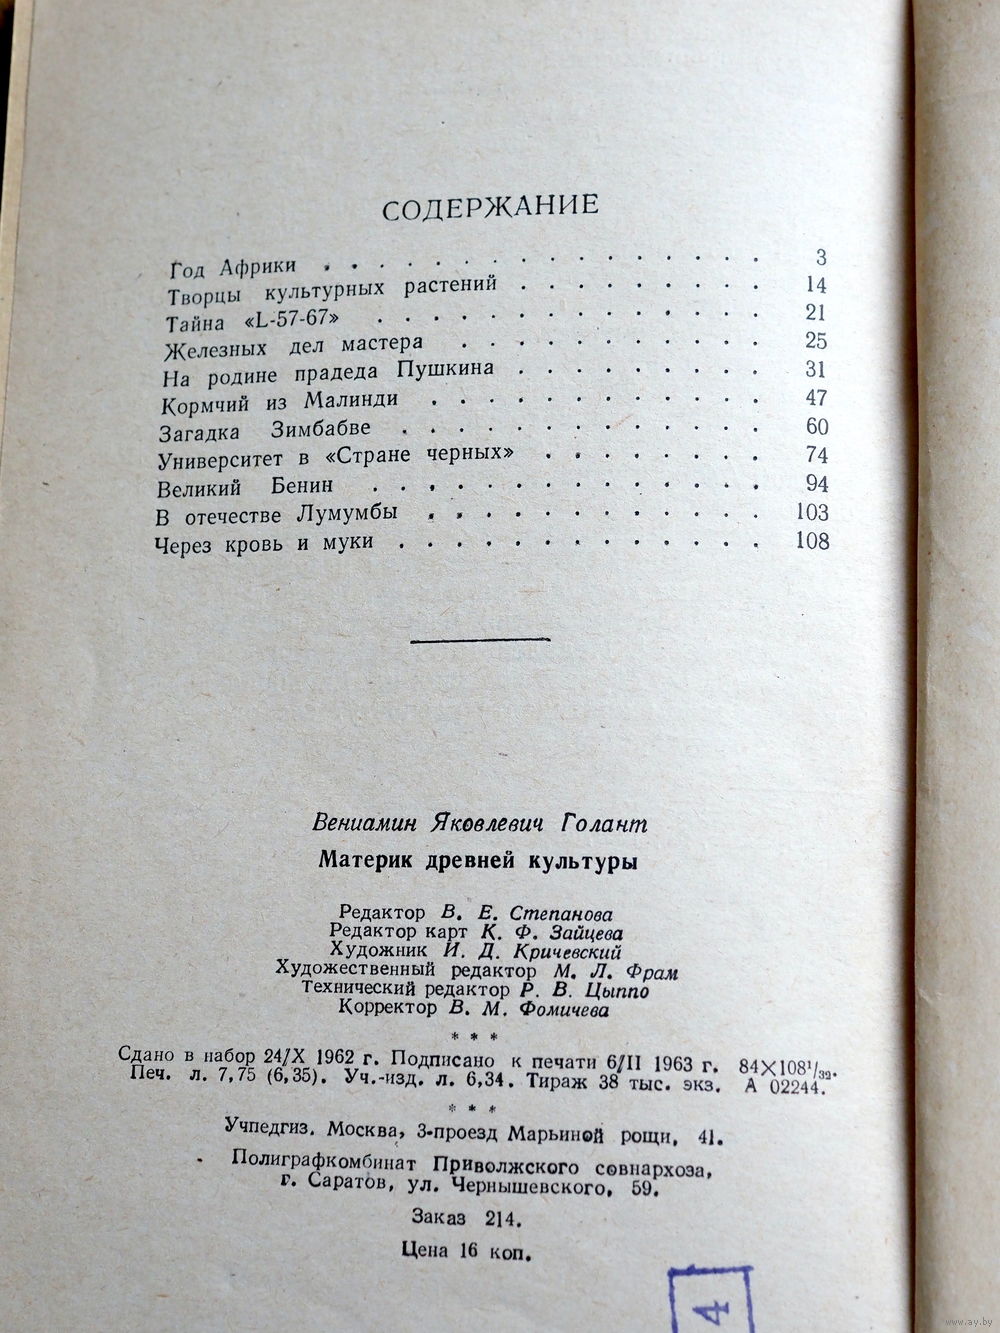 СОДЕРЖАНИЕ
Год Африки . . . . . . . . . . . . . . . . 3
Творцы культурных растений . . . . . . . . . 14
Тайна «L-57-67» . . . . . . . . . . . . . . 21
Железных дел мастера . . . . . . . . . . . 25
На родине прадеда Пушкина . . . . . . . . . 31
Кормчий из Малинди . . . . . . . . . . . . 47
Загадка Зимбабве . . . . . . . . . . . . . 60
Университет в «Стране черных» . . . . . . . . 74
Великий Бенин . . . . . . . . . . . . . . 94
В отечестве Лумумбы . . . . . . . . . . . . 103
Через кровь и муки . . . . . . . . . . . . . 108
Вениамин Яковлевич Голант
Материк древней культуры
Редактор В. Е. Степанова
Редактор карт К. Ф. Зайцева
Художник И. Д. Кричевский
Художественный редактор М. Л. Фрам
Технический редактор Р. В. Цыппо
Корректор В. М. Фомичева
* * *
Сдано в набор 24/X 1962 г. Подписано к печати 6/II 1963 г. 84×108¹/₃₂.
Печ. л. 7,75 (6,35). Уч.-изд. л. 6,34. Тираж 38 тыс. экз. А 02244.
* * *
Учпедгиз. Москва, 3-проезд Марьиной рощи, 41.
Полиграфкомбинат Приволжского совнархоза,
г. Саратов, ул. Чернышевского, 59.
Заказ 214.
Цена 16 коп.
4
www.ay.by